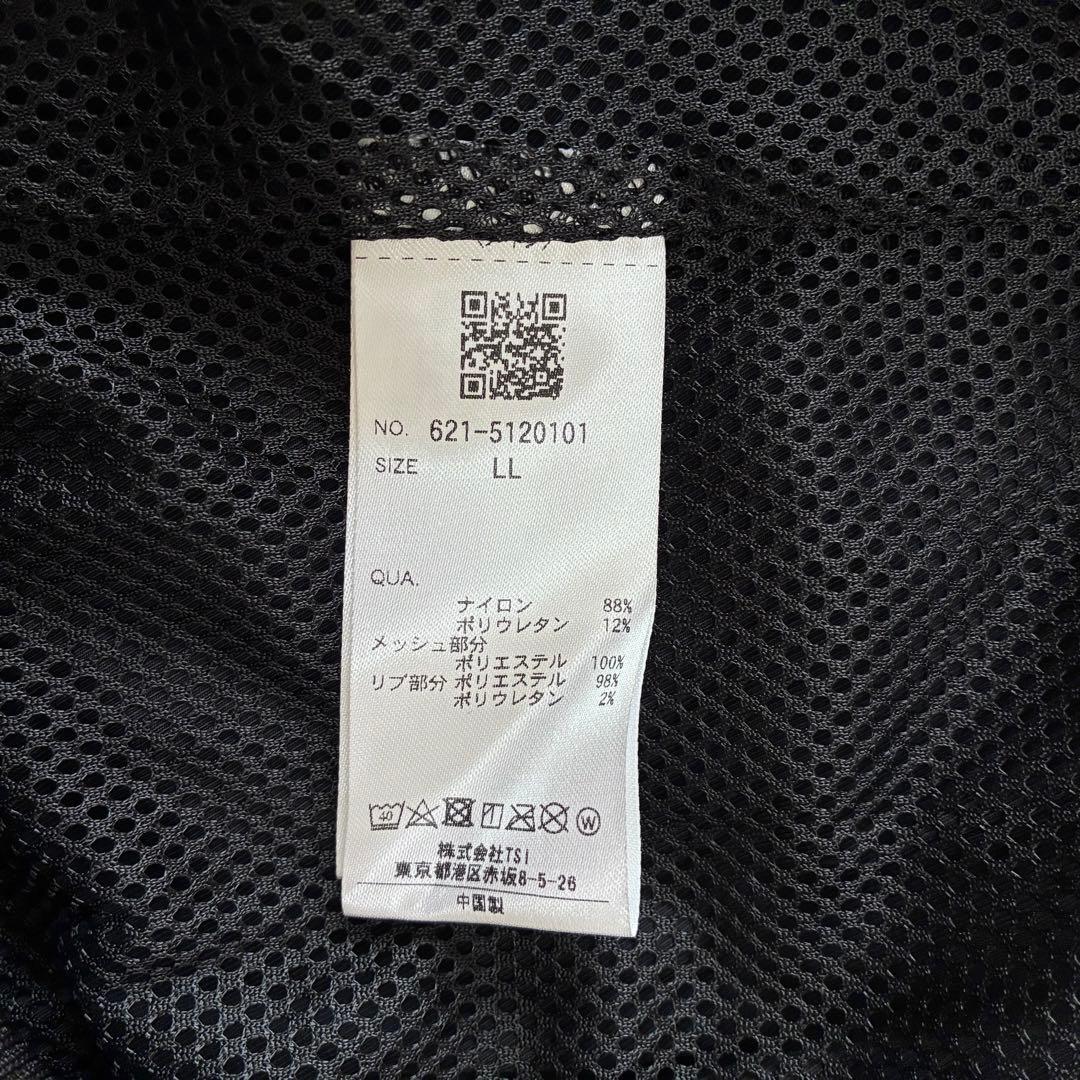 NO. 621-5120101
SIZE LL
QUA.
ナイロン 88%
ポリウレタン 12%
メッシュ部分
ポリエステル 100%
リブ部分 ポリエステル 98%
ポリウレタン 2%
40 W
株式会社TSI
東京都港区赤坂8-5-26
中国製